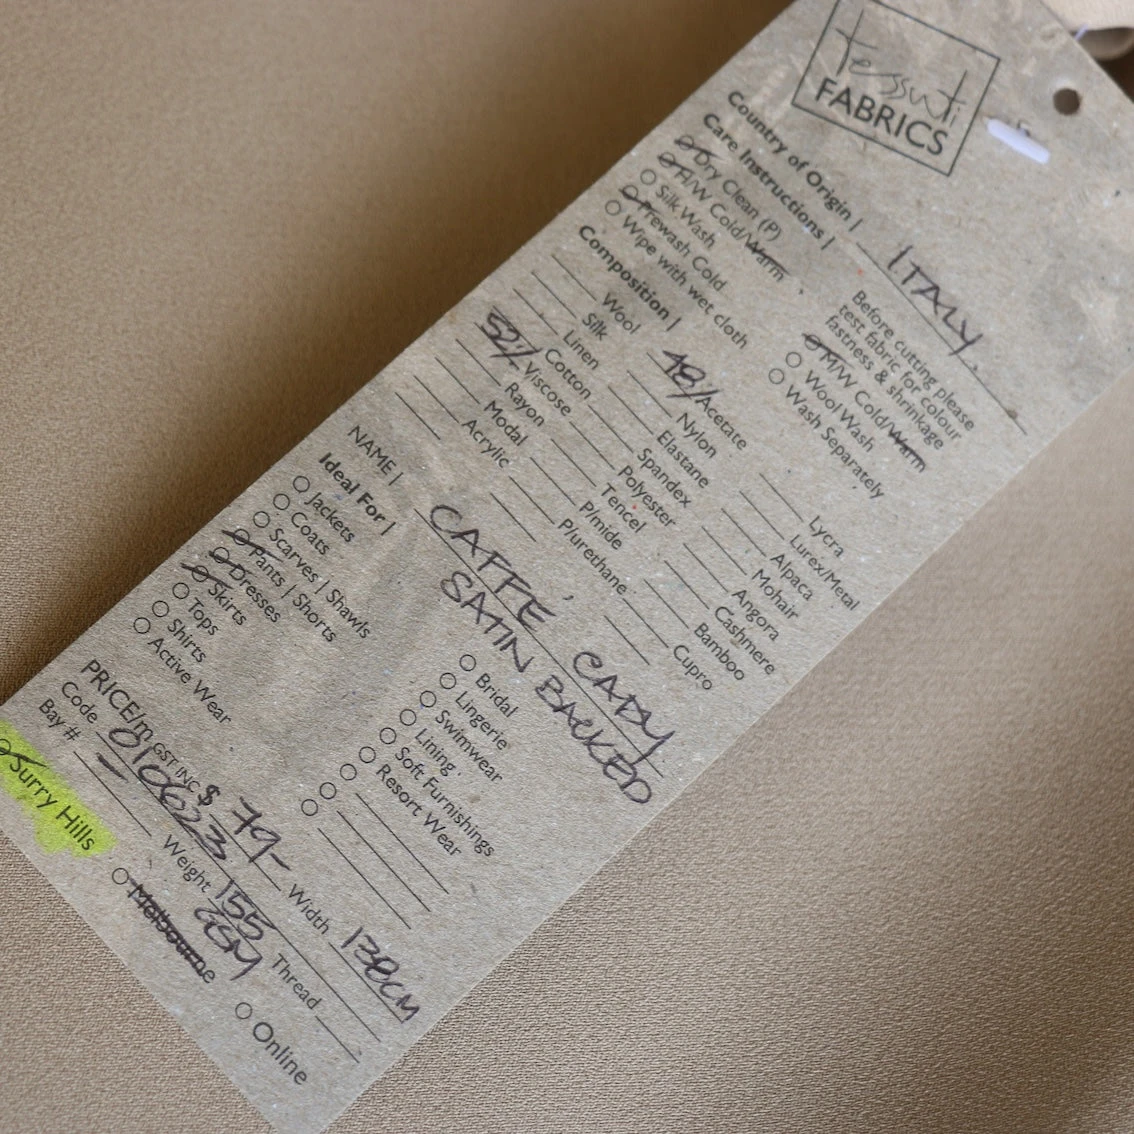 tessuti
FABRICS
Country of Origin | ITALY
Care Instructions |
Dry Clean (P)
H/W Cold/Warm
Silk Wash
Prewash Cold
Wipe with wet cloth
Before cutting please
test fabric for colour
fastness & shrinkage
M/W Cold/Warm
Wool Wash
Wash Separately
Composition |
Wool
Silk
Linen
Cotton
52% Viscose
Rayon
Modal
Acrylic
48% Acetate
Nylon
Elastane
Spandex
Polyester
Tencel
P/mide
P/urethane
Lycra
Lurex/Metal
Alpaca
Mohair
Angora
Cashmere
Bamboo
Cupro
NAME | CAFFE CADY
SATIN BACKED
Ideal For |
Jackets
Coats
Scarves | Shawls
Pants | Shorts
Dresses
Skirts
Tops
Shirts
Active Wear
Bridal
Lingerie
Swimwear
Lining
Soft Furnishings
Resort Wear
PRICE/m GST INC $ 79- Width 138CM
Code 010623 Weight 155 GSM Thread
Bay # -
Surry Hills Melbourne Online